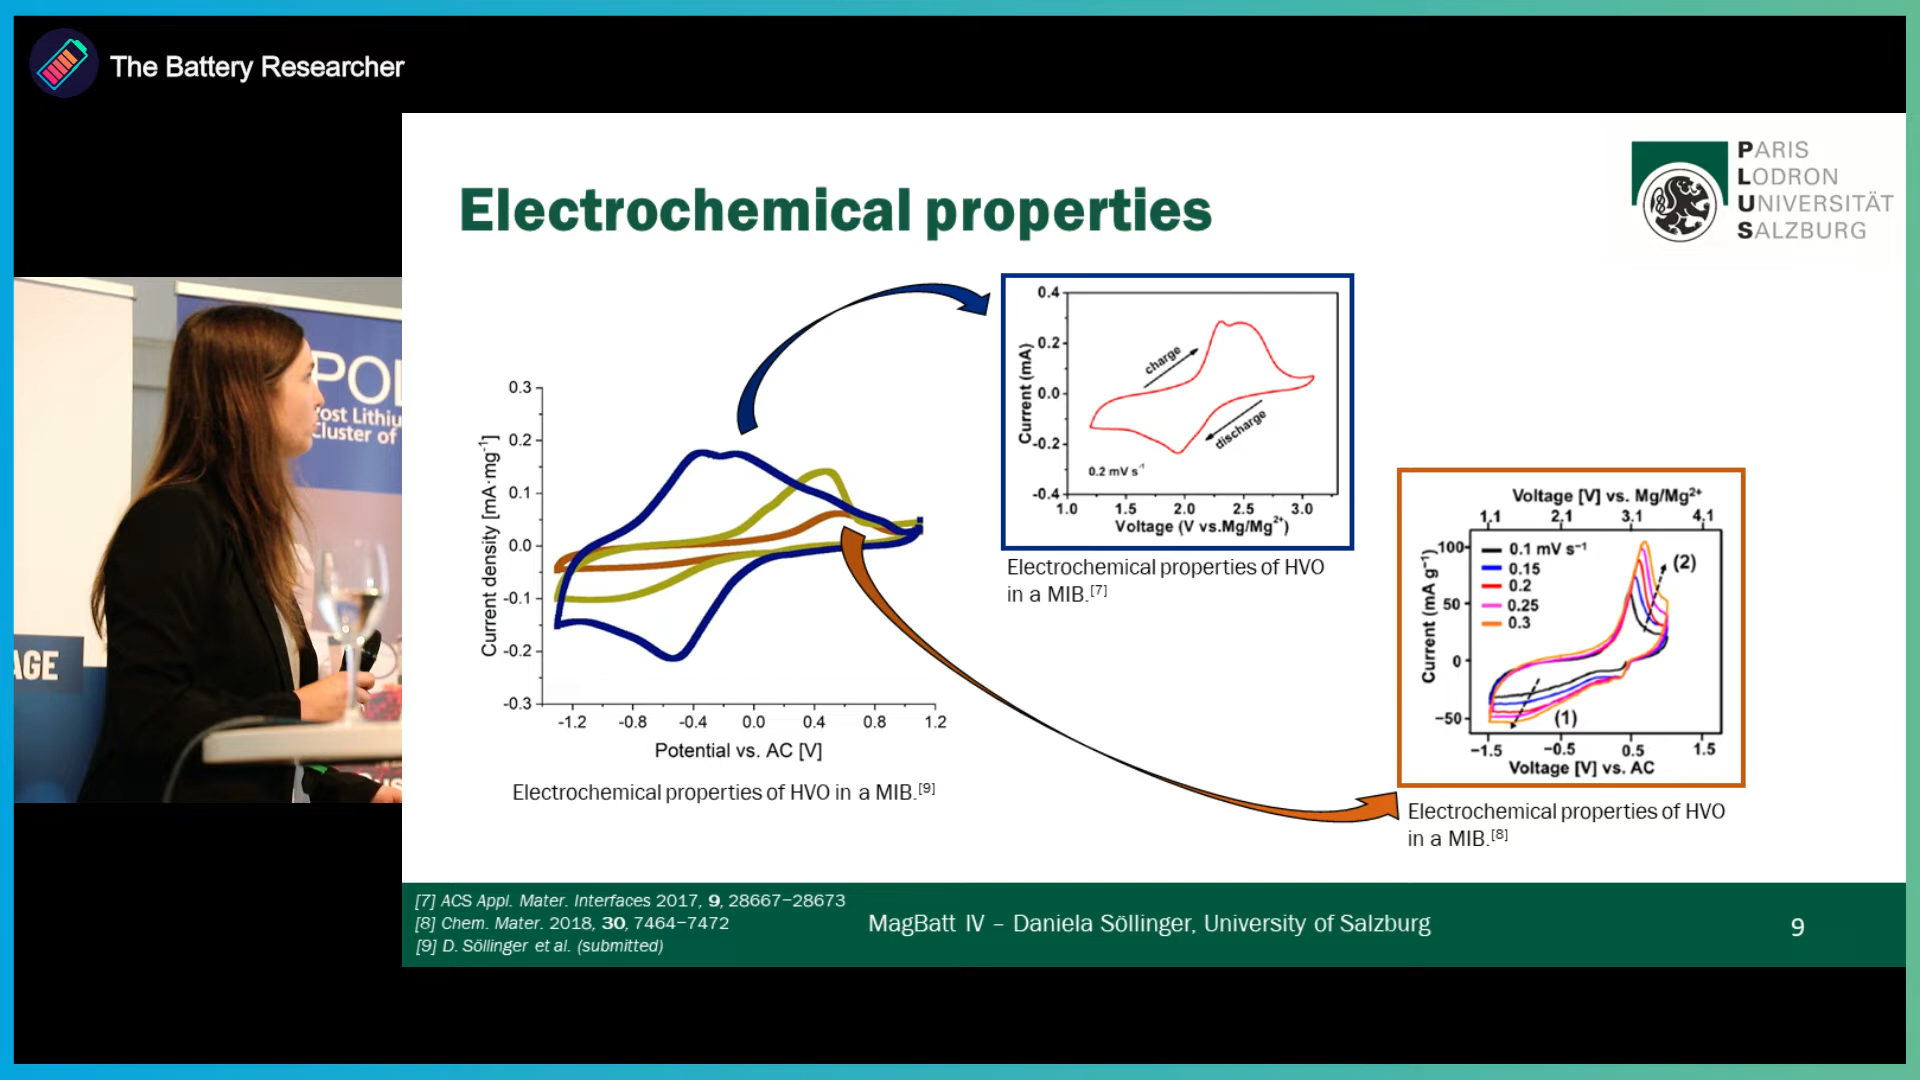 The Battery Researcher
POL
Post Lithiu
Cluster of
AGE
Electrochemical properties
PARIS
LODRON
UNIVERSITÄT
SALZBURG
0.3
0.2
0.1
0.0
-0.1
-0.2
-0.3
Current density [mA·mg⁻¹]
-1.2 -0.8 -0.4 0.0 0.4 0.8 1.2
Potential vs. AC [V]
Electrochemical properties of HVO in a MIB.[9]
0.4
0.2
0.0
-0.2
-0.4
Current (mA)
charge
discharge
0.2 mV s⁻¹
1.0 1.5 2.0 2.5 3.0
Voltage (V vs.Mg/Mg²⁺)
Electrochemical properties of HVO
in a MIB.[7]
Voltage [V] vs. Mg/Mg²⁺
1.1 2.1 3.1 4.1
100
50
0
−50
Current (mA g⁻¹)
0.1 mV s⁻¹
0.15
0.2
0.25
0.3
(2)
(1)
−1.5 −0.5 0.5 1.5
Voltage [V] vs. AC
Electrochemical properties of HVO
in a MIB.[8]
[7] ACS Appl. Mater. Interfaces 2017, 9, 28667−28673
[8] Chem. Mater. 2018, 30, 7464−7472
[9] D. Söllinger et al. (submitted)
MagBatt IV – Daniela Söllinger, University of Salzburg
9